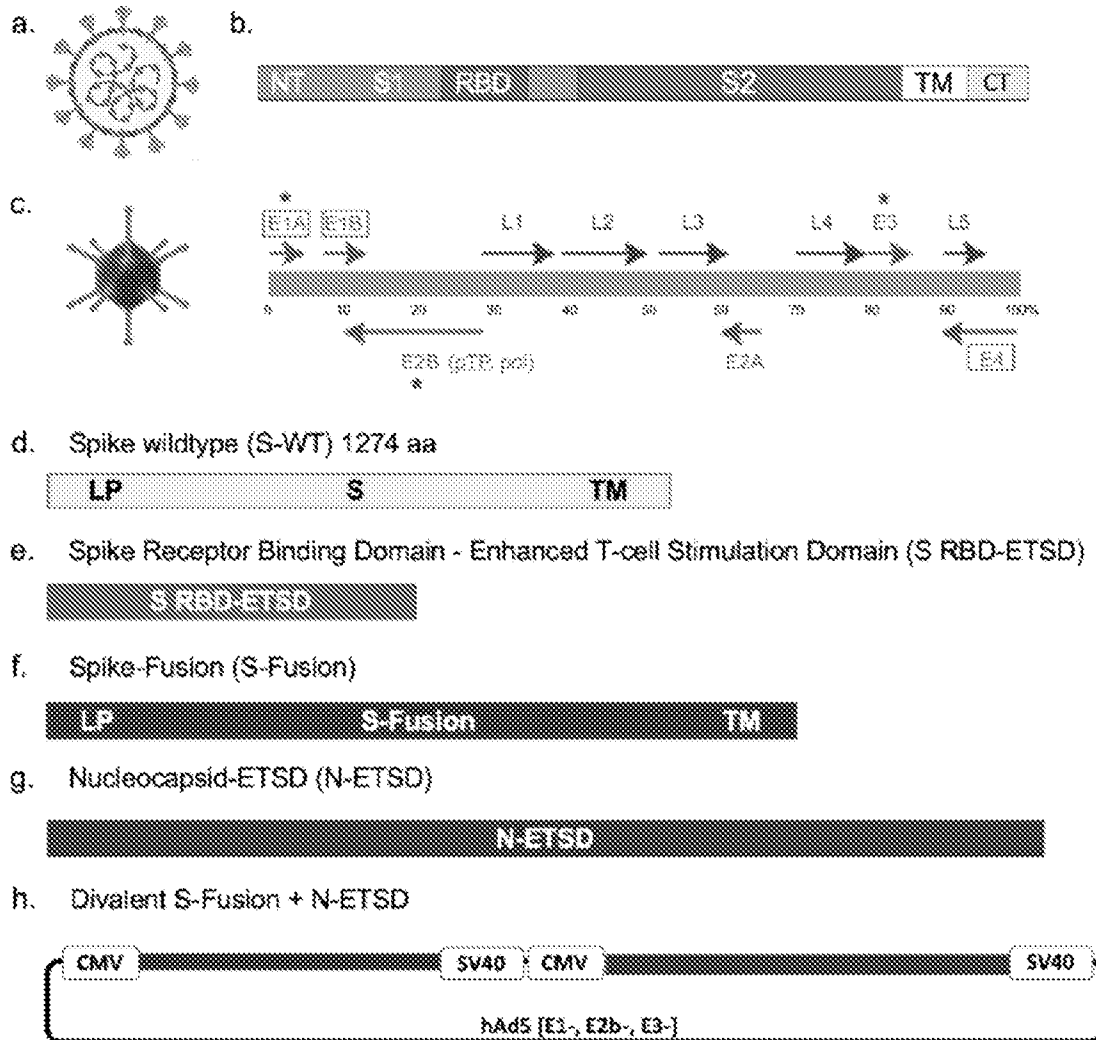 a.
b.
NT S1 RBD S2 TM CT
c.
* *
E1A E1B L1 L2 L3 L4 E3 L5
0 10 20 30 40 50 60 70 80 90 100%
E2B (pTP, pol) E2A E4
*
d. Spike wildtype (S-WT) 1274 aa
LP S TM
e. Spike Receptor Binding Domain - Enhanced T-cell Stimulation Domain (S RBD-ETSD)
S RBD-ETSD
f. Spike-Fusion (S-Fusion)
LP S-Fusion TM
g. Nucleocapsid-ETSD (N-ETSD)
N-ETSD
h. Divalent S-Fusion + N-ETSD
CMV SV40 CMV SV40
hAd5 [E1-, E2b-, E3-]